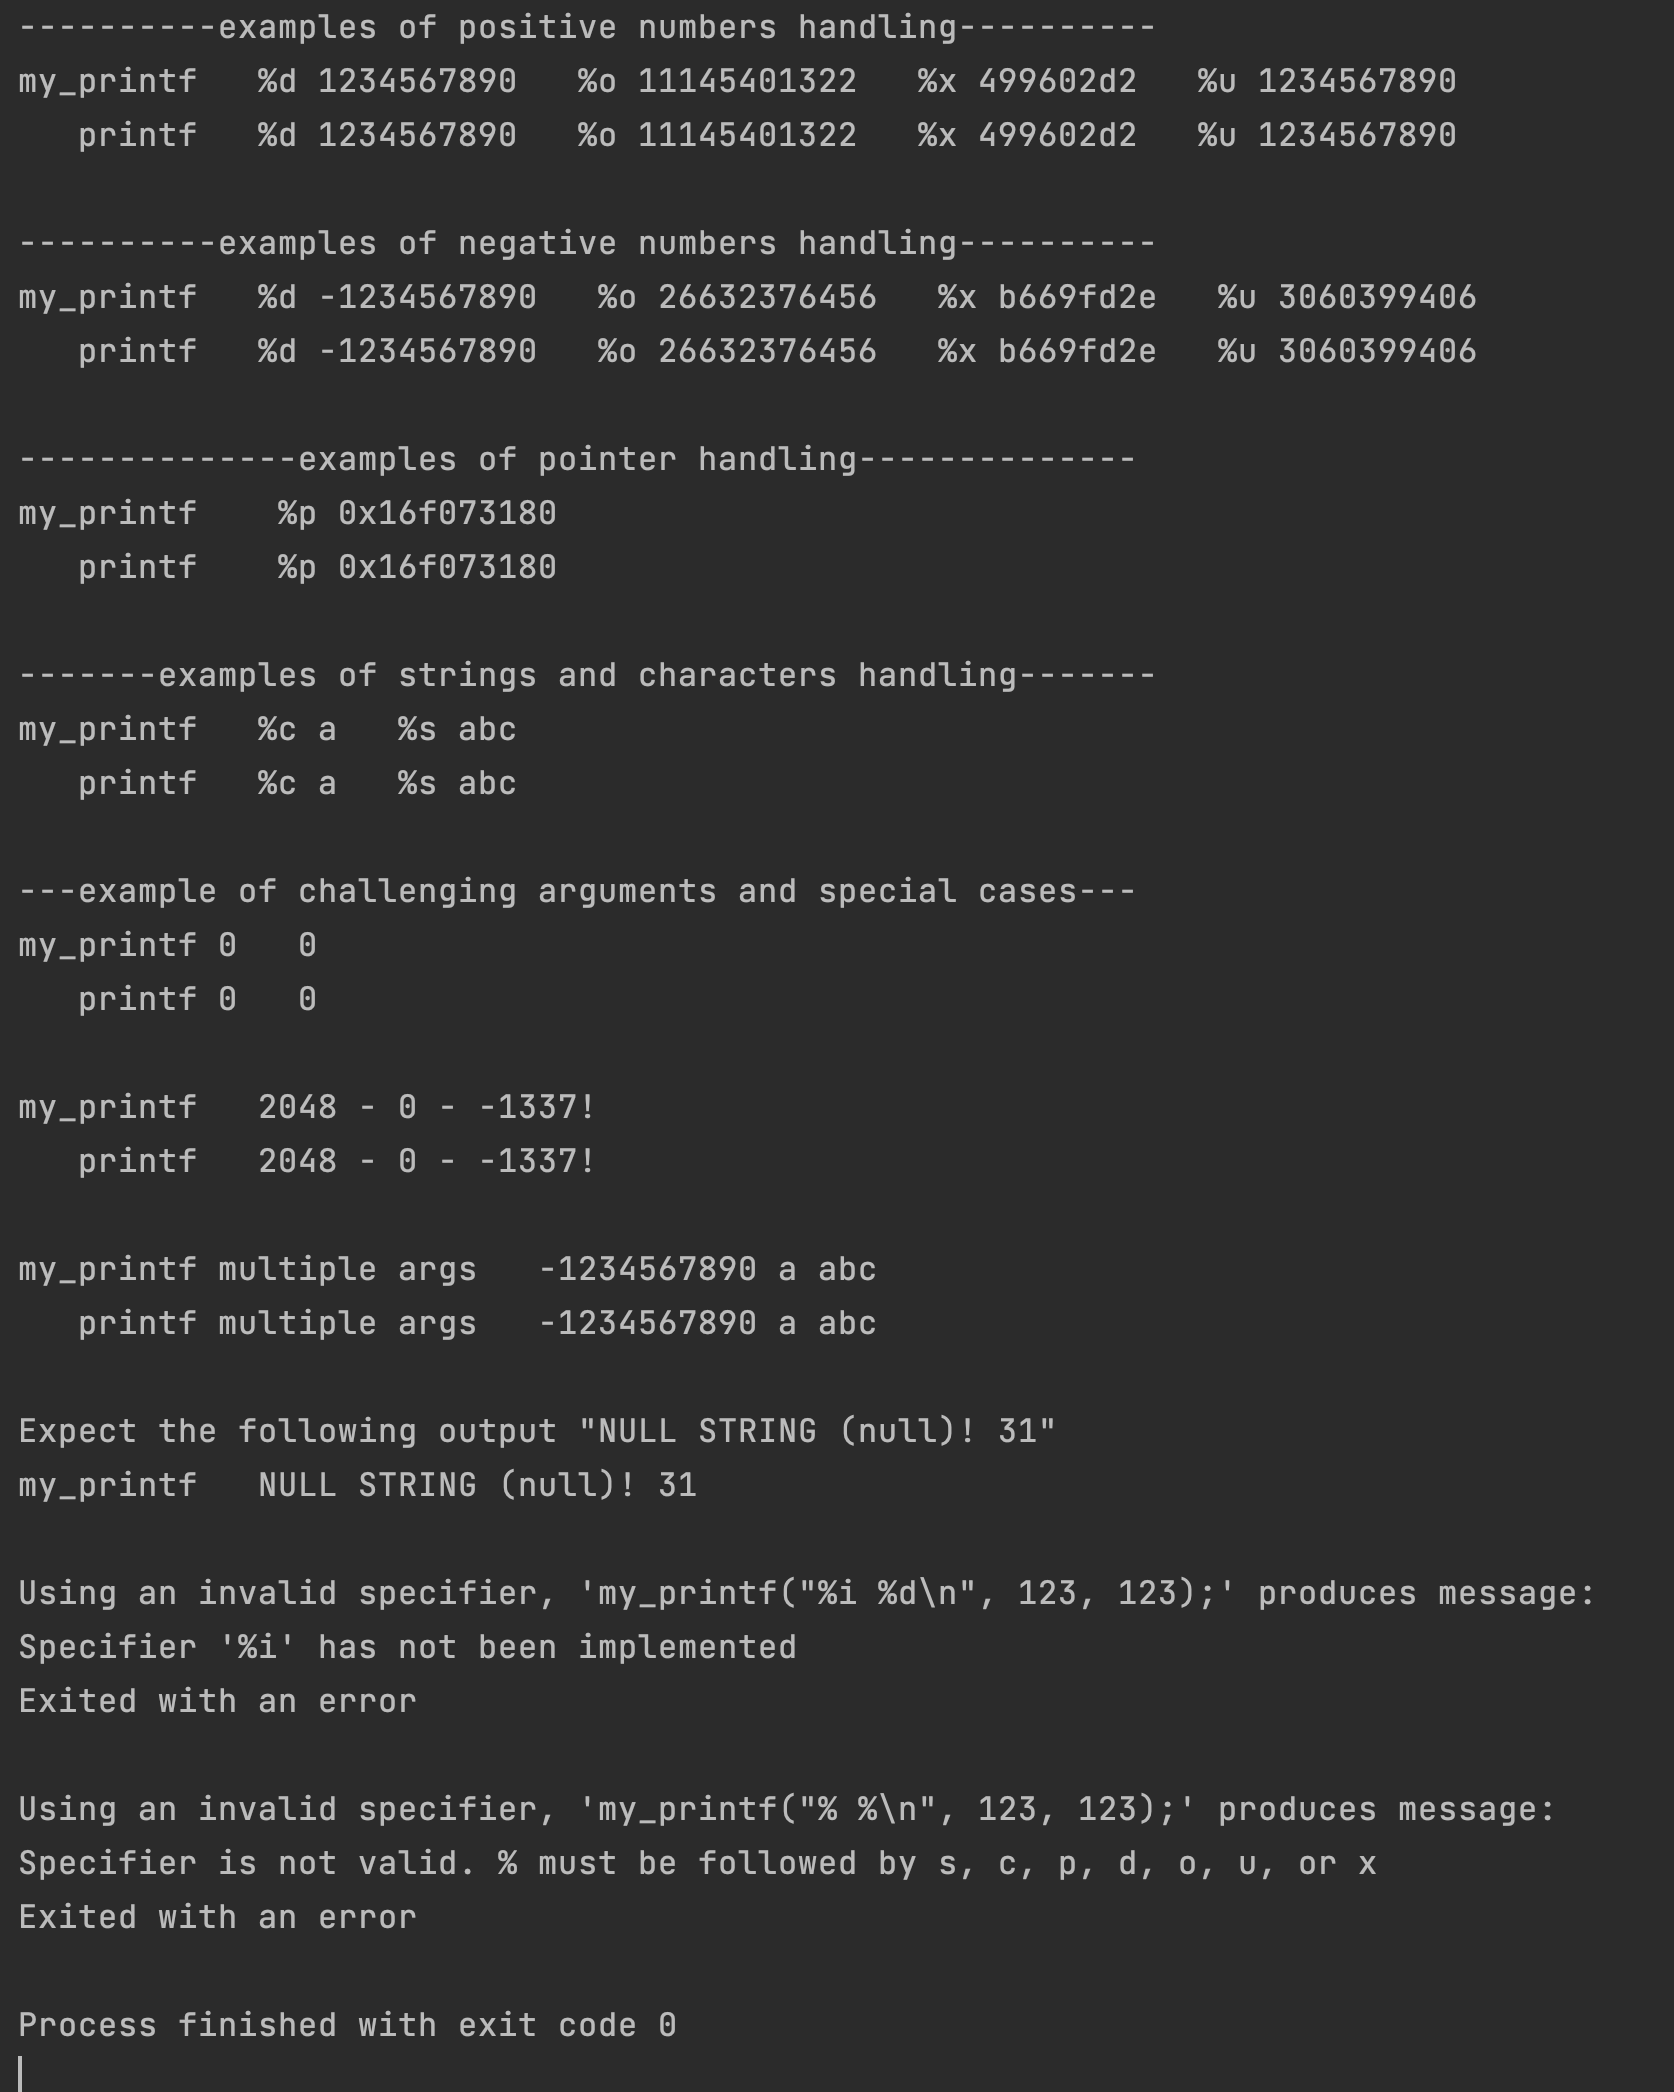 ----------examples of positive numbers handling----------
my_printf   %d 1234567890   %o 11145401322   %x 499602d2   %u 1234567890
   printf   %d 1234567890   %o 11145401322   %x 499602d2   %u 1234567890
----------examples of negative numbers handling----------
my_printf   %d -1234567890   %o 26632376456   %x b669fd2e   %u 3060399406
   printf   %d -1234567890   %o 26632376456   %x b669fd2e   %u 3060399406
--------------examples of pointer handling--------------
my_printf    %p 0x16f073180
   printf    %p 0x16f073180
-------examples of strings and characters handling-------
my_printf   %c a   %s abc
   printf   %c a   %s abc
---example of challenging arguments and special cases---
my_printf 0   0
   printf 0   0
my_printf   2048 - 0 - -1337!
   printf   2048 - 0 - -1337!
my_printf multiple args   -1234567890 a abc
   printf multiple args   -1234567890 a abc
Expect the following output "NULL STRING (null)! 31"
my_printf   NULL STRING (null)! 31
Using an invalid specifier, 'my_printf("%i %d\n", 123, 123);' produces message:
Specifier '%i' has not been implemented
Exited with an error
Using an invalid specifier, 'my_printf("% %\n", 123, 123);' produces message:
Specifier is not valid. % must be followed by s, c, p, d, o, u, or x
Exited with an error
Process finished with exit code 0